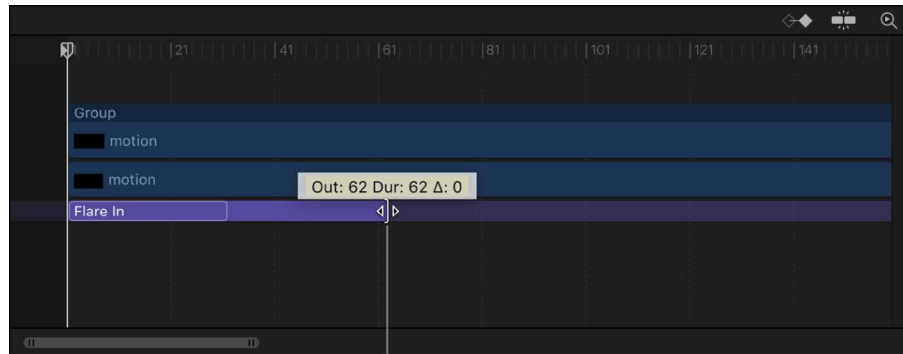 21 41 61 81 101 121 141
Group
motion
motion
Out: 62 Dur: 62 Δ: 0
Flare In